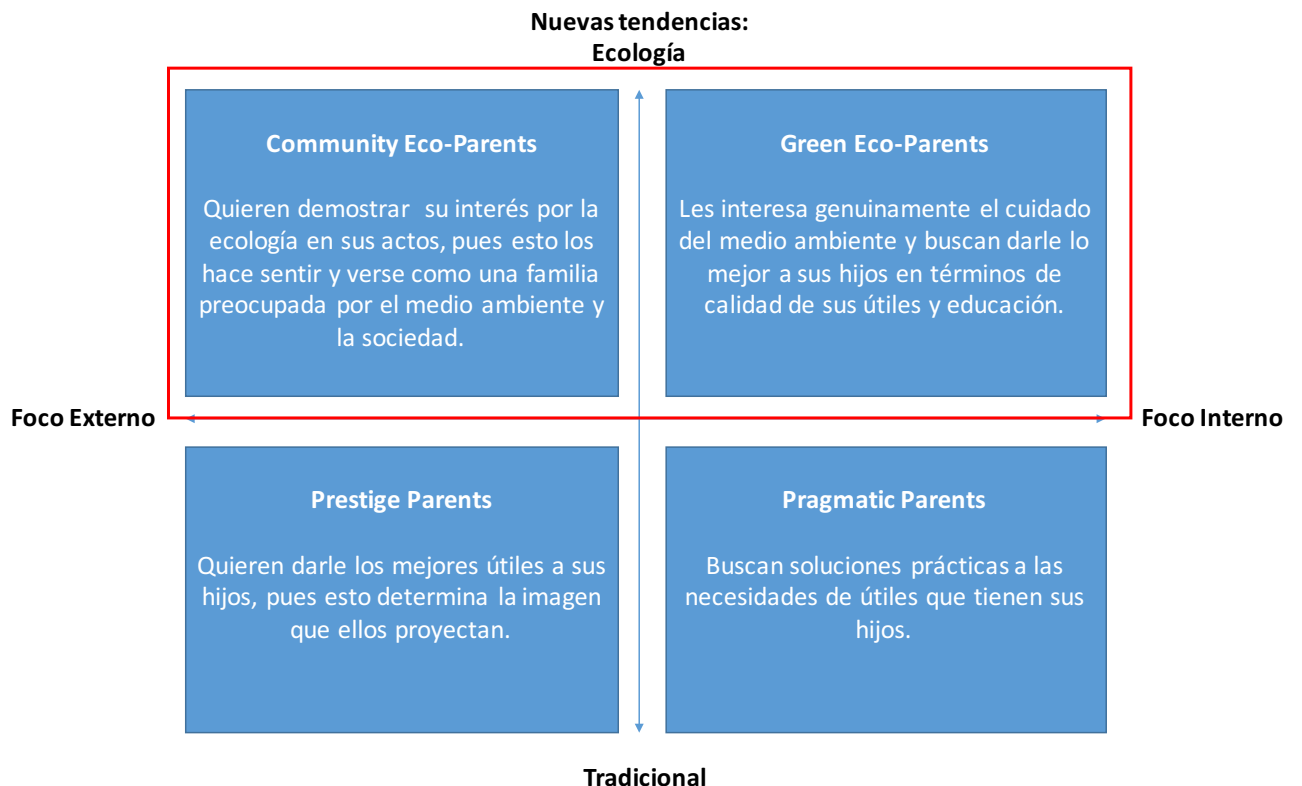 Nuevas tendencias:
Ecología
Community Eco-Parents
Quieren demostrar su interés por la
ecología en sus actos, pues esto los
hace sentir y verse como una familia
preocupada por el medio ambiente y
la sociedad.
Green Eco-Parents
Les interesa genuinamente el cuidado
del medio ambiente y buscan darle lo
mejor a sus hijos en términos de
calidad de sus útiles y educación.
Foco Externo
Foco Interno
Prestige Parents
Quieren darle los mejores útiles a sus
hijos, pues esto determina la imagen
que ellos proyectan.
Pragmatic Parents
Buscan soluciones prácticas a las
necesidades de útiles que tienen sus
hijos.
Tradicional